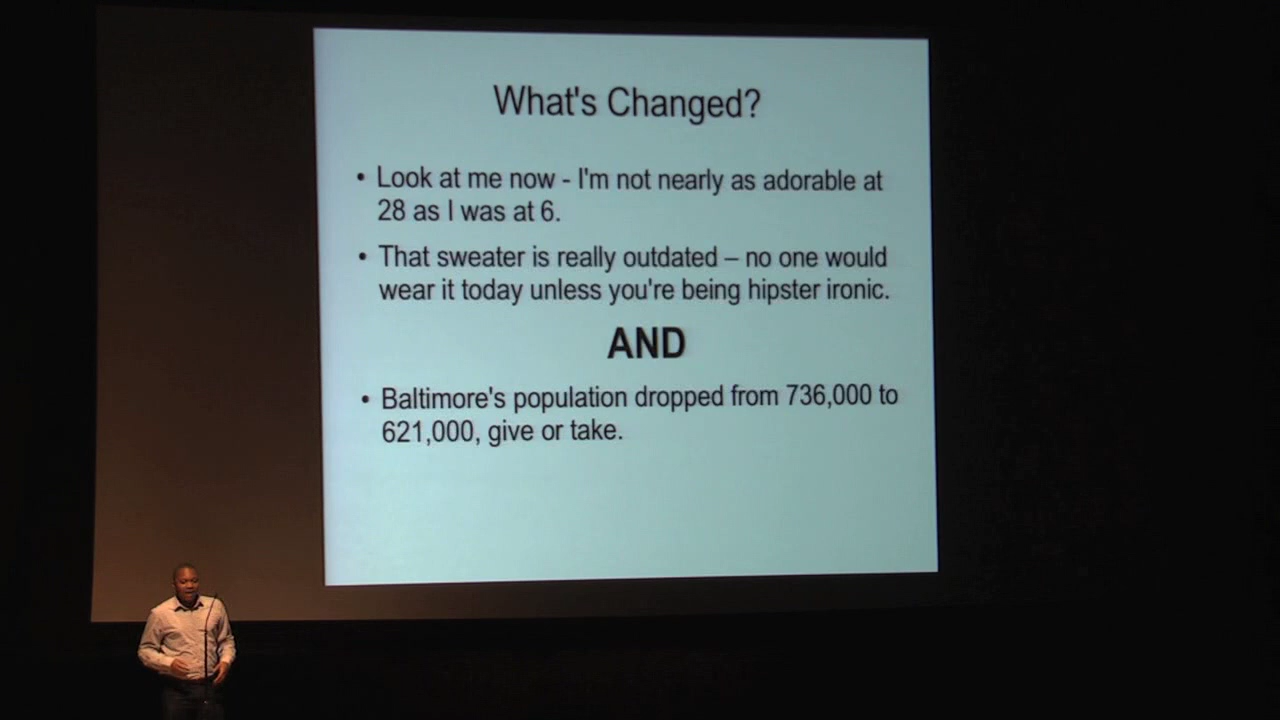 What's Changed?
• Look at me now - I'm not nearly as adorable at
28 as I was at 6.
• That sweater is really outdated – no one would
wear it today unless you're being hipster ironic.
AND
• Baltimore's population dropped from 736,000 to
621,000, give or take.